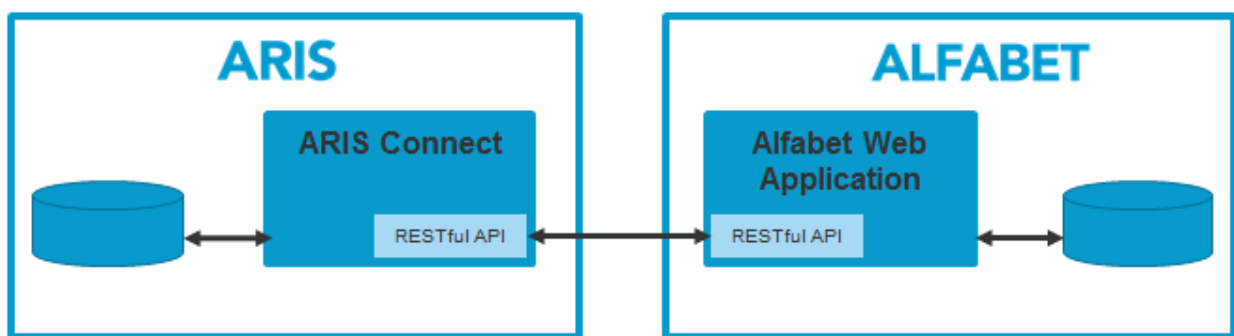 ARIS
ARIS Connect
RESTful API
ALFABET
Alfabet Web
Application
RESTful API